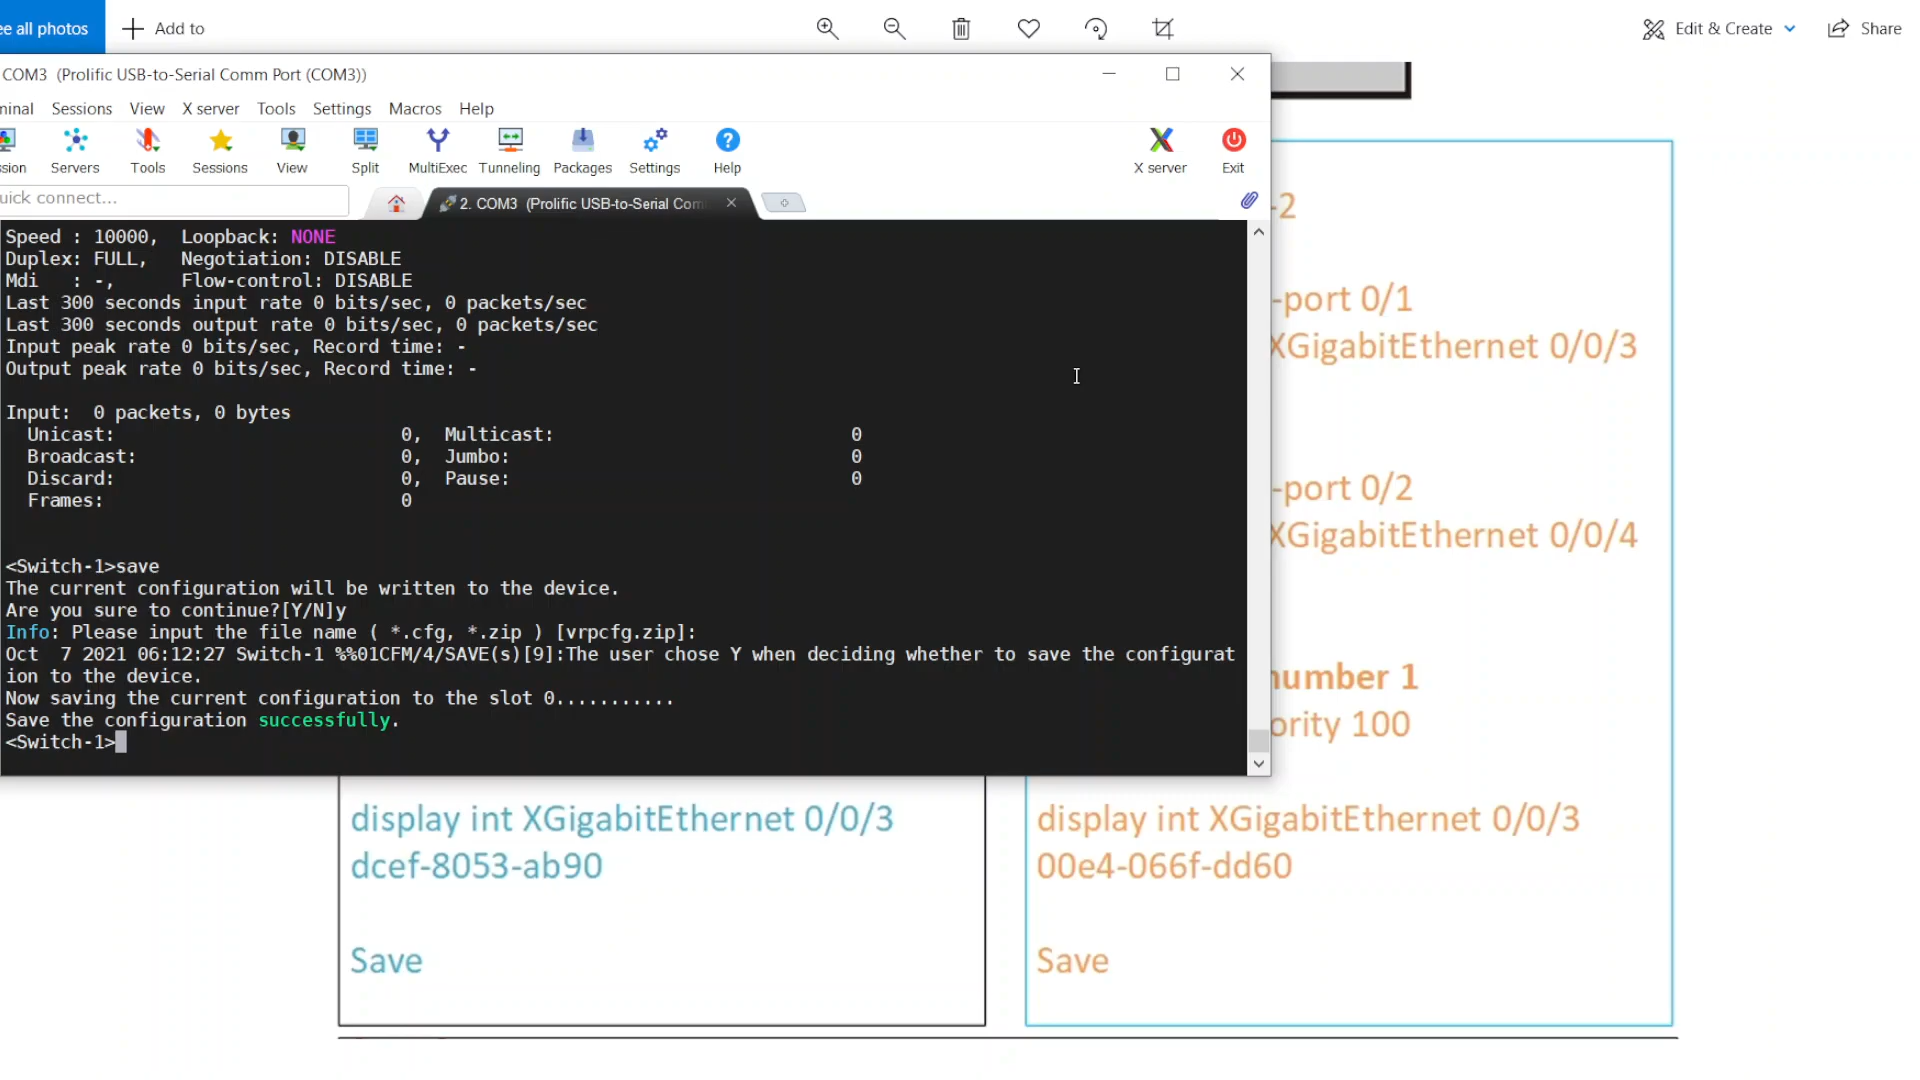 ee all photos
Add to
Edit & Create
Share
COM3 (Prolific USB-to-Serial Comm Port (COM3))
minal Sessions View X server Tools Settings Macros Help
ssion Servers Tools Sessions View Split MultiExec Tunneling Packages Settings Help X server Exit
uick connect...
2. COM3 (Prolific USB-to-Serial Com
Speed : 10000, Loopback: NONE
Duplex: FULL, Negotiation: DISABLE
Mdi : -, Flow-control: DISABLE
Last 300 seconds input rate 0 bits/sec, 0 packets/sec
Last 300 seconds output rate 0 bits/sec, 0 packets/sec
Input peak rate 0 bits/sec, Record time: -
Output peak rate 0 bits/sec, Record time: -
Input: 0 packets, 0 bytes
Unicast: 0, Multicast: 0
Broadcast: 0, Jumbo: 0
Discard: 0, Pause: 0
Frames: 0
<Switch-1>save
The current configuration will be written to the device.
Are you sure to continue?[Y/N]y
Info: Please input the file name ( *.cfg, *.zip ) [vrpcfg.zip]:
Oct 7 2021 06:12:27 Switch-1 %%01CFM/4/SAVE(s)[9]:The user chose Y when deciding whether to save the configurat
ion to the device.
Now saving the current configuration to the slot 0...........
Save the configuration successfully.
<Switch-1>
-2
-port 0/1
XGigabitEthernet 0/0/3
-port 0/2
XGigabitEthernet 0/0/4
number 1
ority 100
display int XGigabitEthernet 0/0/3
dcef-8053-ab90
Save
display int XGigabitEthernet 0/0/3
00e4-066f-dd60
Save